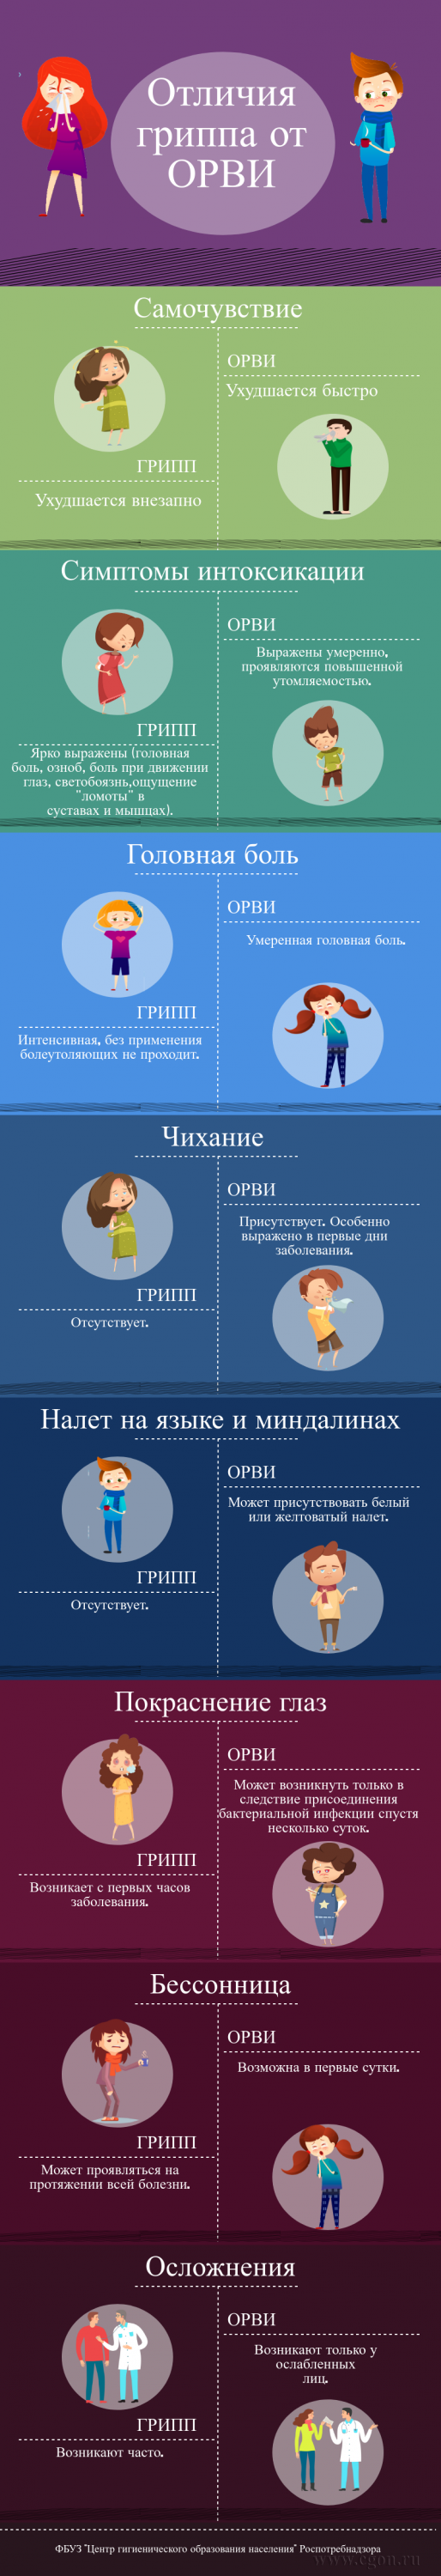 Отличия
гриппа от
ОРВИ
Самочувствие
ОРВИ
Ухудшается быстро
ГРИПП
Ухудшается внезапно
Симптомы интоксикации
ОРВИ
Выражены умеренно,
проявляются повышенной
утомляемостью.
ГРИПП
Ярко выражены (головная
боль, озноб, боль при движении
глаз, светобоязнь,ощущение
"ломоты" в
суставах и мышцах).
Головная боль
ОРВИ
Умеренная головная боль.
ГРИПП
Интенсивная, без применения
болеутоляющих не проходит.
Чихание
ОРВИ
Присутствует. Особенно
выражено в первые дни
заболевания.
ГРИПП
Отсутствует.
Налет на языке и миндалинах
ОРВИ
Может присутствовать белый
или желтоватый налет.
ГРИПП
Отсутствует.
Покраснение глаз
ОРВИ
Может возникнуть только в
следствие присоединения
бактериальной инфекции спустя
несколько суток.
ГРИПП
Возникает с первых часов
заболевания.
Бессонница
ОРВИ
Возможна в первые сутки.
ГРИПП
Может проявляться на
протяжении всей болезни.
Осложнения
ОРВИ
Возникают только у
ослабленных
лиц.
ГРИПП
Возникают часто.
ФБУЗ "Центр гигиенического образования населения" Роспотребнадзора
www.cgon.ru